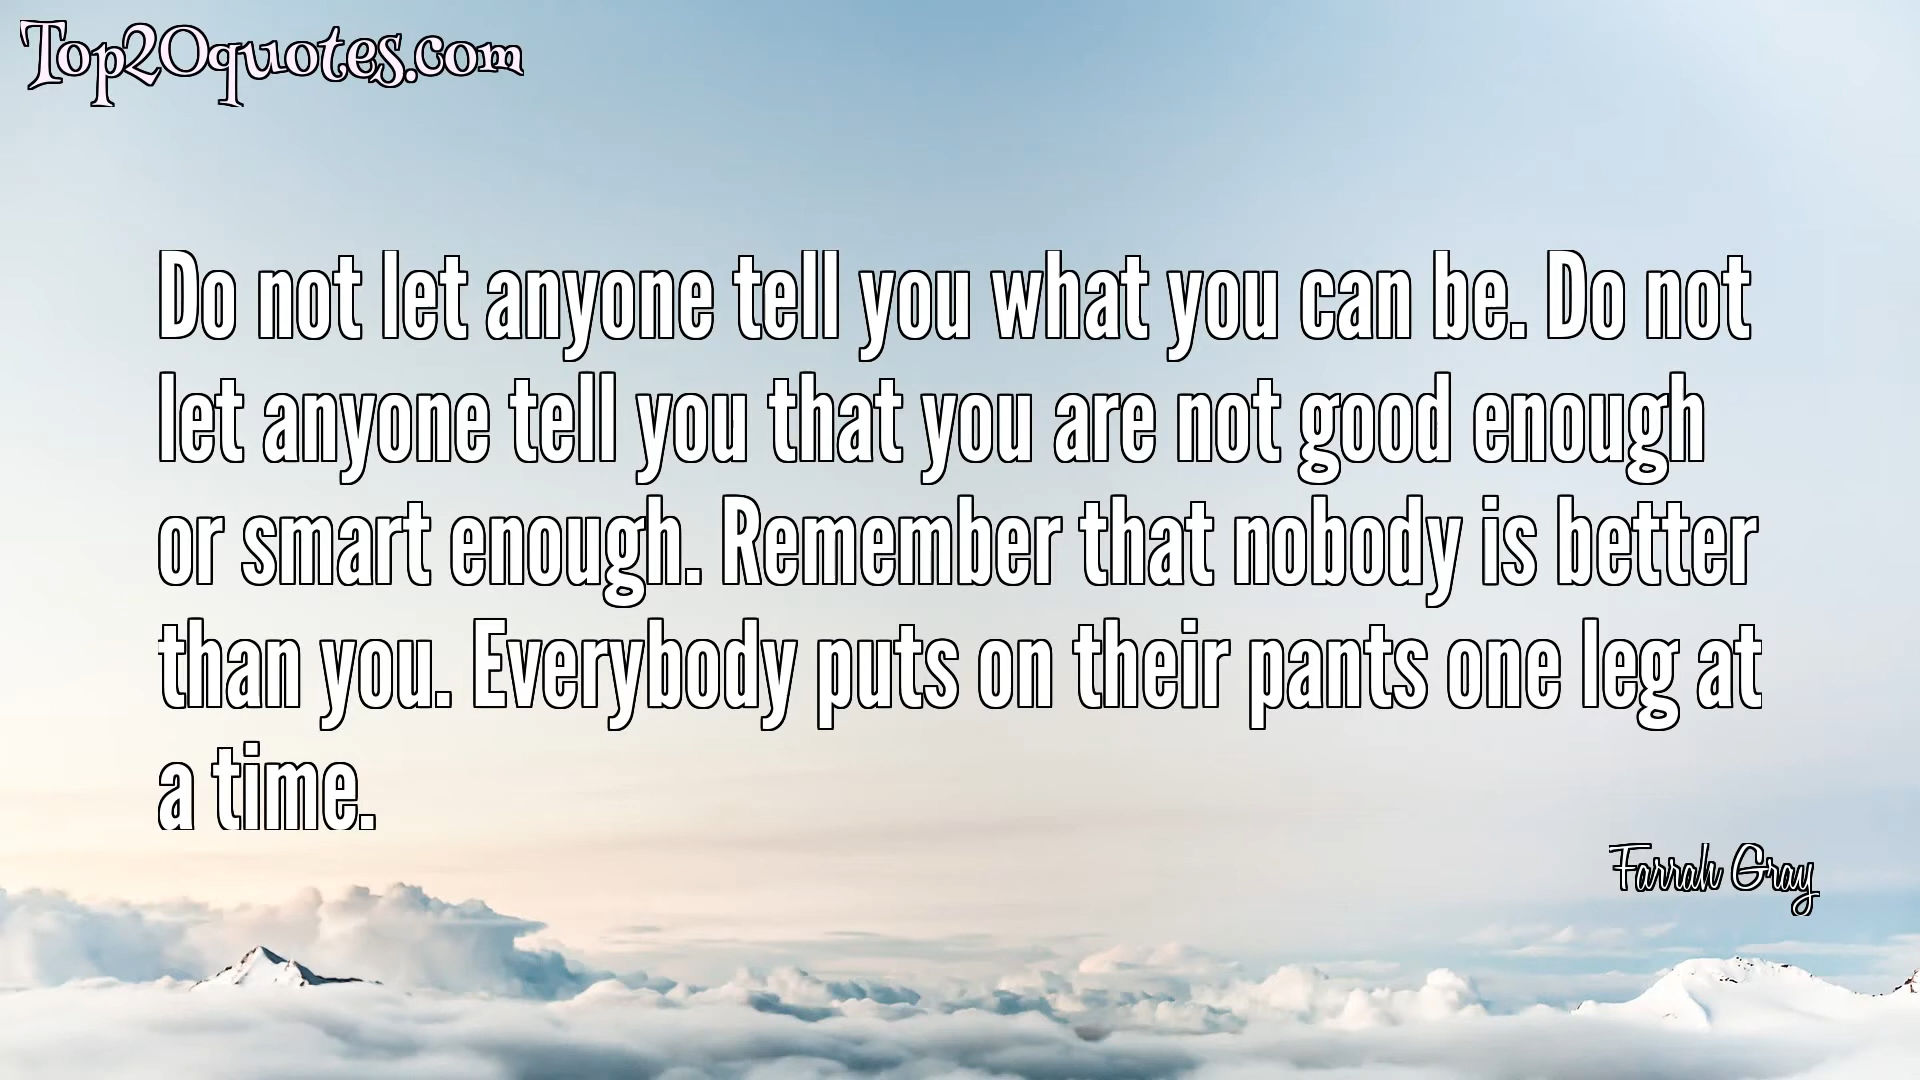 Top20quotes.com
Do not let anyone tell you what you can be. Do not
let anyone tell you that you are not good enough
or smart enough. Remember that nobody is better
than you. Everybody puts on their pants one leg at
a time.
Farrah Gray